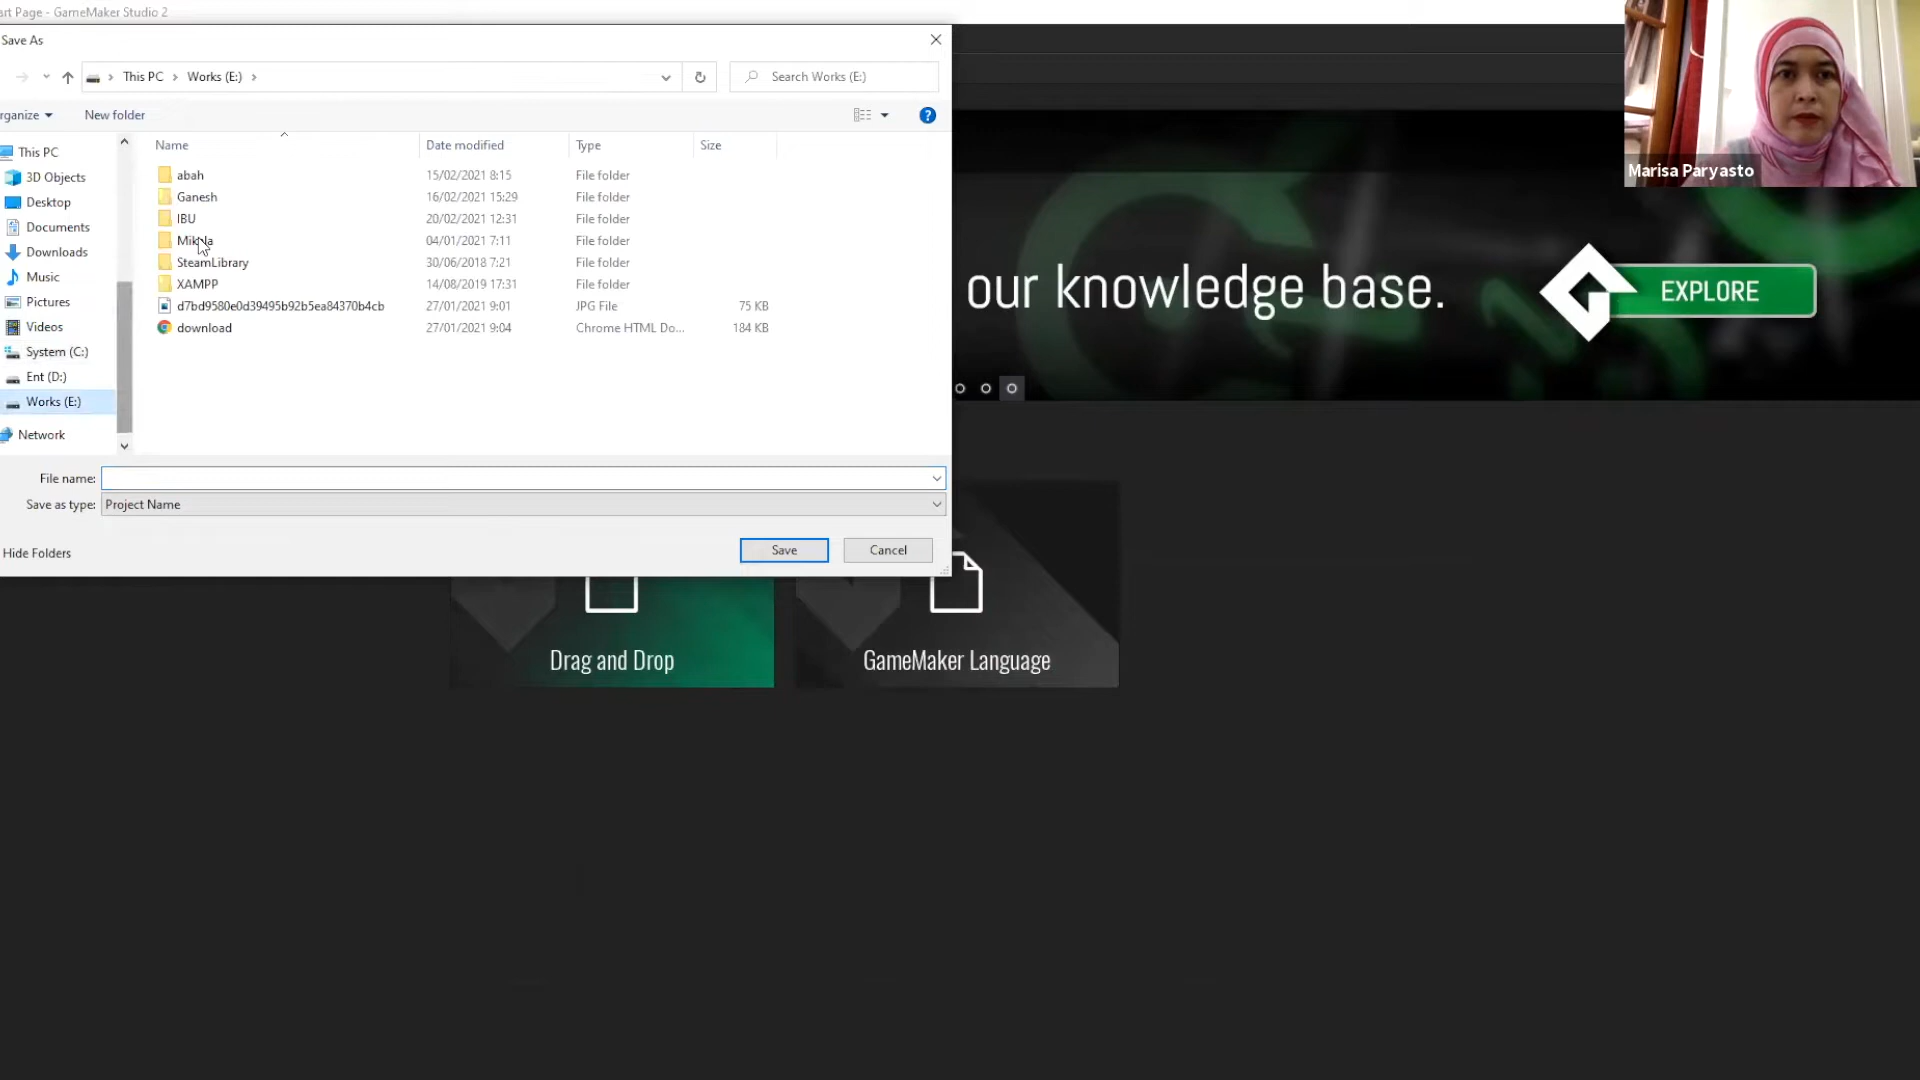 art Page - GameMaker Studio 2
Save As
This PC > Works (E:) >
Search Works (E:)
rganize
New folder
This PC
3D Objects
Desktop
Documents
Downloads
Music
Pictures
Videos
System (C:)
Ent (D:)
Works (E:)
Network
Name Date modified Type Size
abah 15/02/2021 8:15 File folder
Ganesh 16/02/2021 15:29 File folder
IBU 20/02/2021 12:31 File folder
04/01/2021 7:11 File folder
SteamLibrary 30/06/2018 7:21 File folder
XAMPP 14/08/2019 17:31 File folder
d7bd9580e0d39495b92b5ea84370b4cb 27/01/2021 9:01 JPG File 75 KB
download 27/01/2021 9:04 Chrome HTML Do... 184 KB
File name:
Save as type: Project Name
Hide Folders
Save
Cancel
our knowledge base.
EXPLORE
Marisa Paryasto
Drag and Drop
GameMaker Language